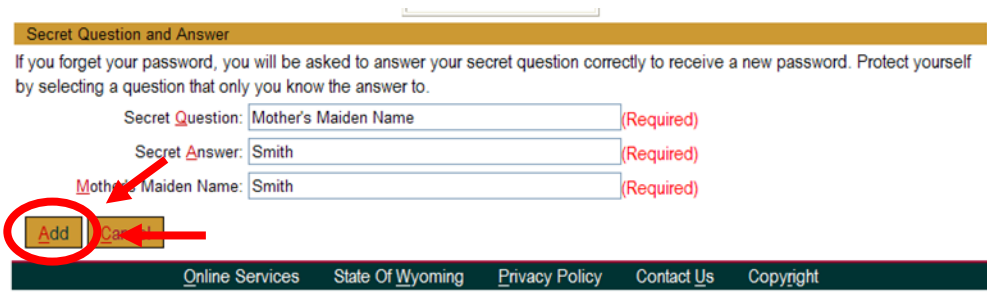 Secret Question and Answer
If you forget your password, you will be asked to answer your secret question correctly to receive a new password. Protect yourself
by selecting a question that only you know the answer to.
Secret Question: Mother's Maiden Name (Required)
Secret Answer: Smith (Required)
Mother's Maiden Name: Smith (Required)
Add Cancel
Online Services State Of Wyoming Privacy Policy Contact Us Copyright